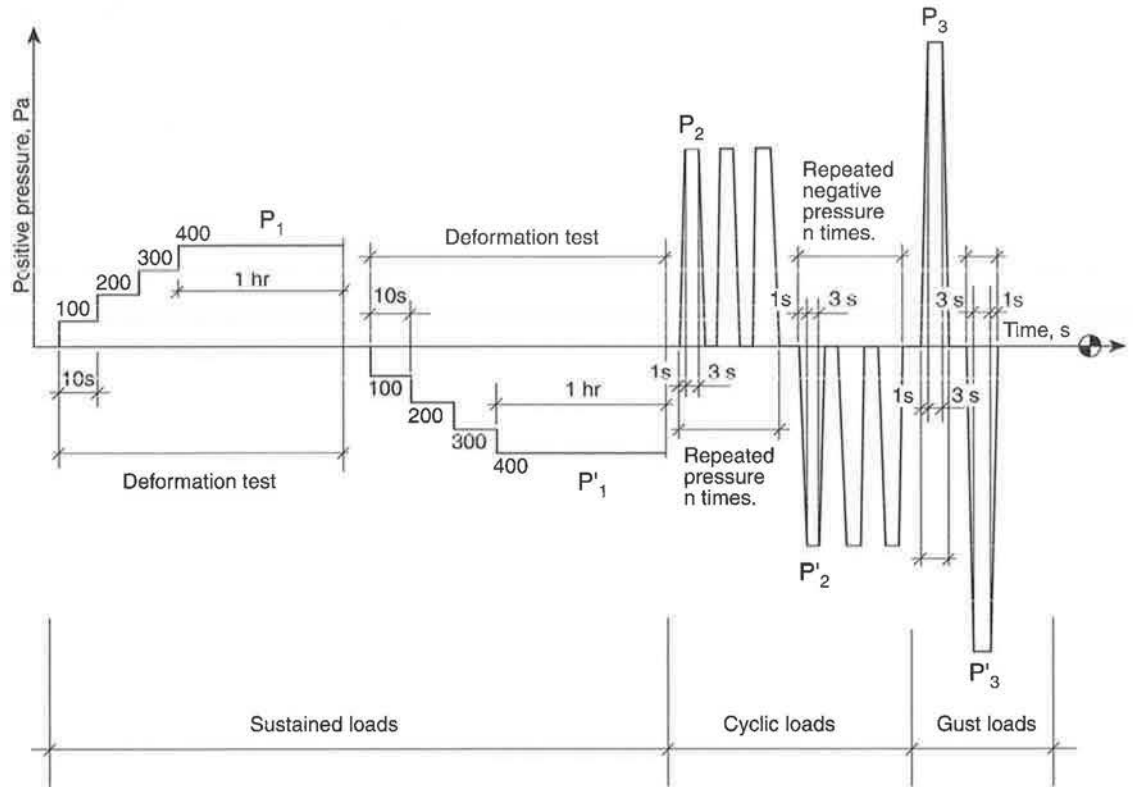 Positive pressure, Pa
P3
P2
Repeated
negative
pressure
n times.
400
P1
Deformation test
300
200
1 hr
100
10s
1s
3 s
3 s
1s
Time, s
10s
100
1 hr
1s
3 s
1s
3 s
200
300
400
P'1
Deformation test
Repeated
pressure
n times.
P'2
P'3
Sustained loads
Cyclic loads
Gust loads